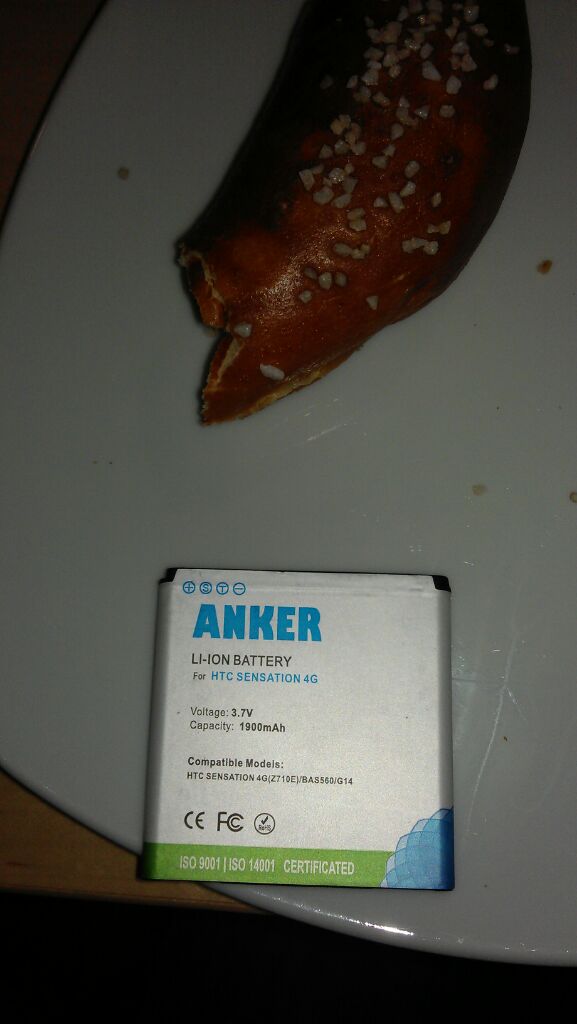 + S T −
ANKER
LI-ION BATTERY
For HTC SENSATION 4G
Voltage: 3.7V
Capacity: 1900mAh
Compatible Models:
HTC SENSATION 4G(Z710E)/BAS560/G14
CE FC RoHS
ISO 9001 | ISO 14001 CERTIFICATED